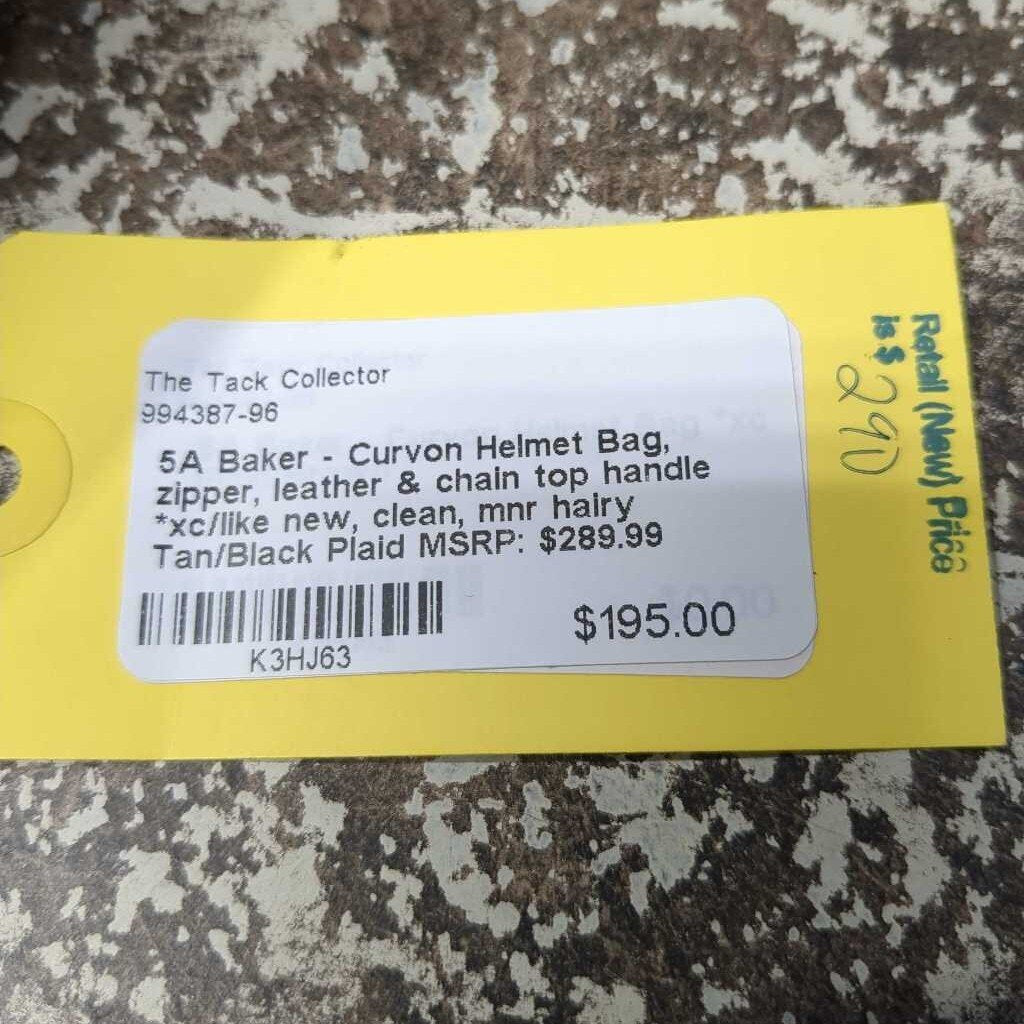 The Tack Collector
994387-96
5A Baker - Curvon Helmet Bag,
zipper, leather & chain top handle
*xc/like new, clean, mnr hairy
Tan/Black Plaid MSRP: $289.99
$195.00
K3HJ63
Retail (New) Price
is $ 290